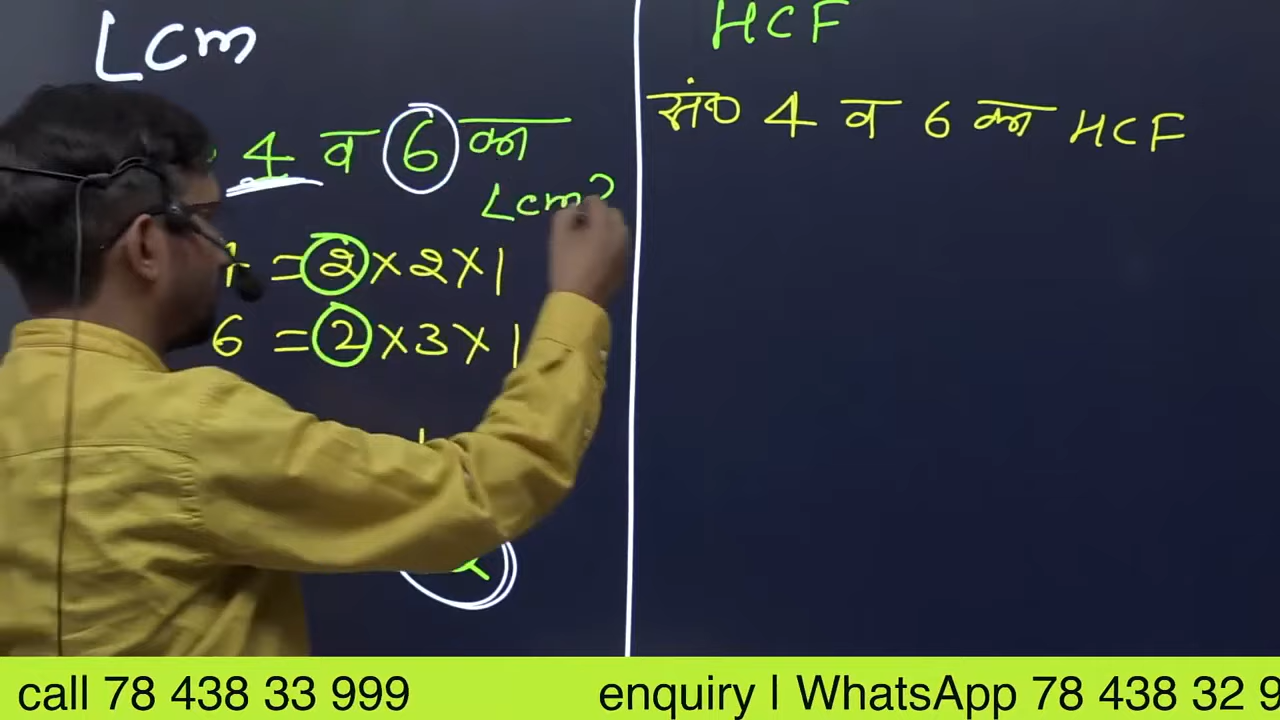 Lcm
4 व 6 का
Lcm?
4 = 2×2×1
6 = 2×3×1
HCF
सं० 4 व 6 का HCF
call 78 438 33 999
enquiry | WhatsApp 78 438 32 9